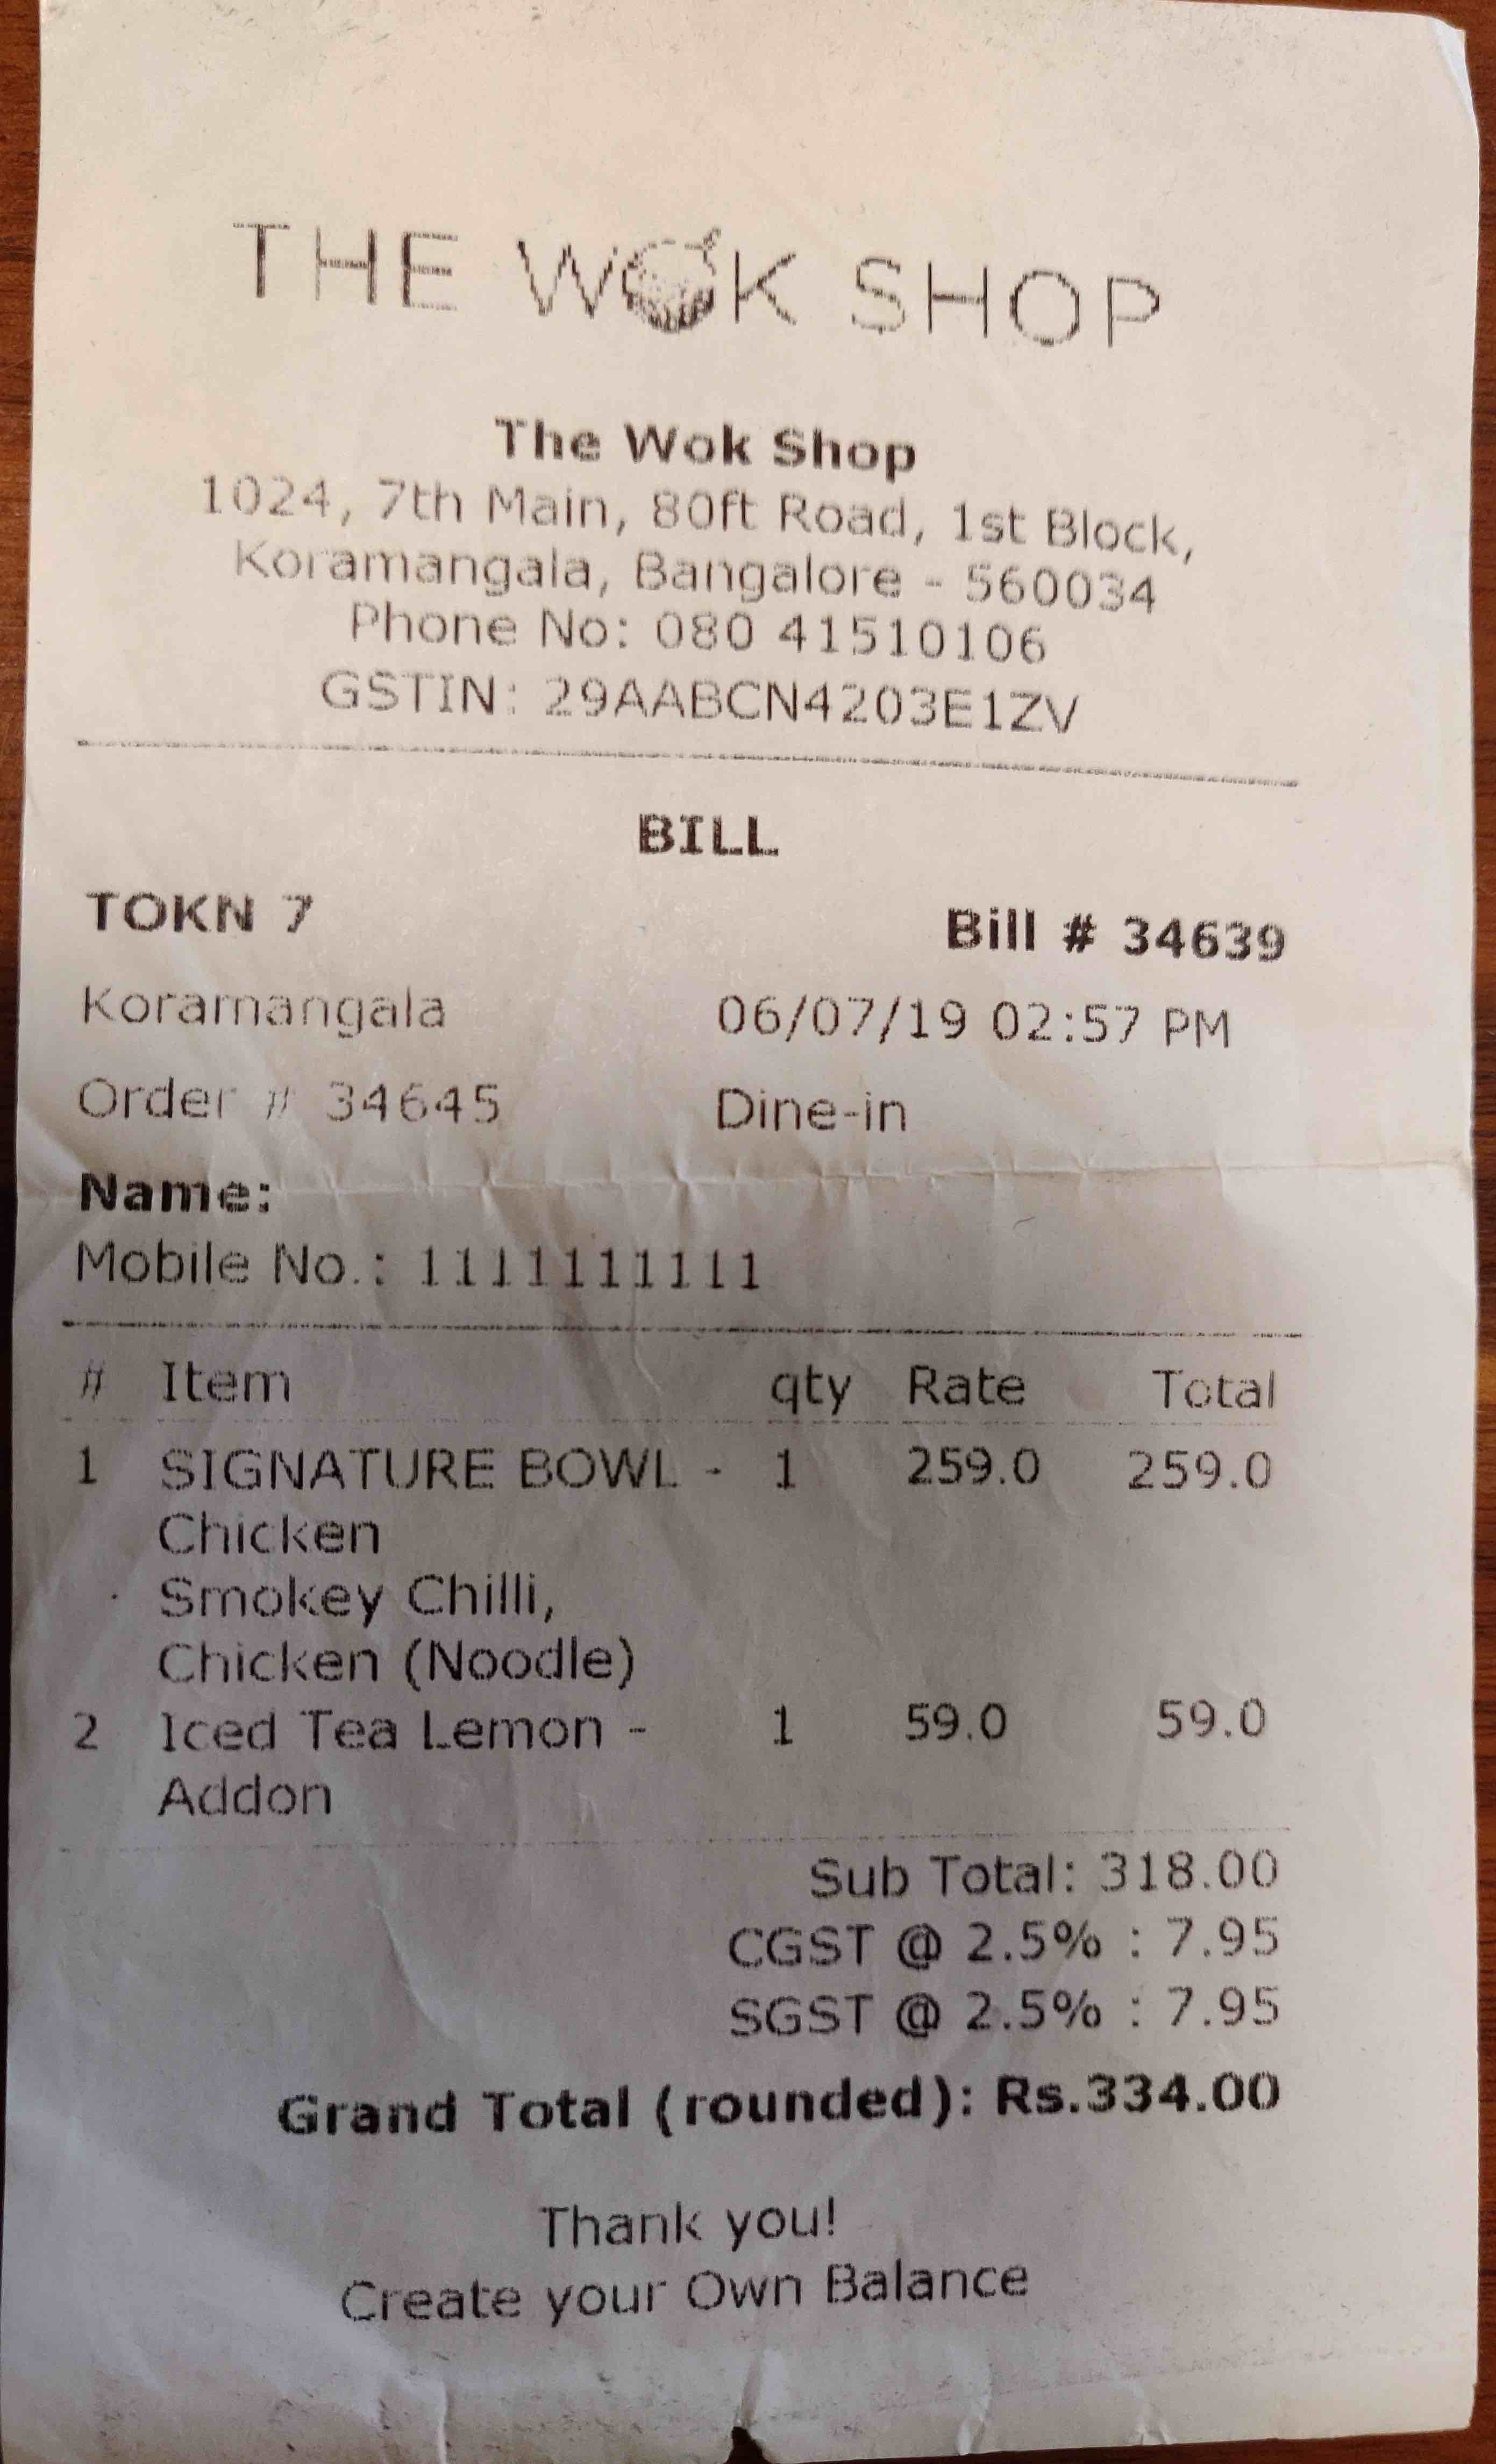 THE WOK SHOP
The Wok Shop
1024, 7th Main, 80ft Road, 1st Block,
Koramangala, Bangalore - 560034
Phone No: 080 41510106
GSTIN: 29AABCN4203E1ZV
BILL
TOKN 7 Bill # 34639
Koramangala 06/07/19 02:57 PM
Order # 34645 Dine-in
Name:
Mobile No.: 1111111111
# Item qty Rate Total
1 SIGNATURE BOWL - 1 259.0 259.0
Chicken
Smokey Chilli,
Chicken (Noodle)
2 Iced Tea Lemon - 1 59.0 59.0
Addon
Sub Total: 318.00
CGST @ 2.5% : 7.95
SGST @ 2.5% : 7.95
Grand Total (rounded): Rs.334.00
Thank you!
Create your Own Balance